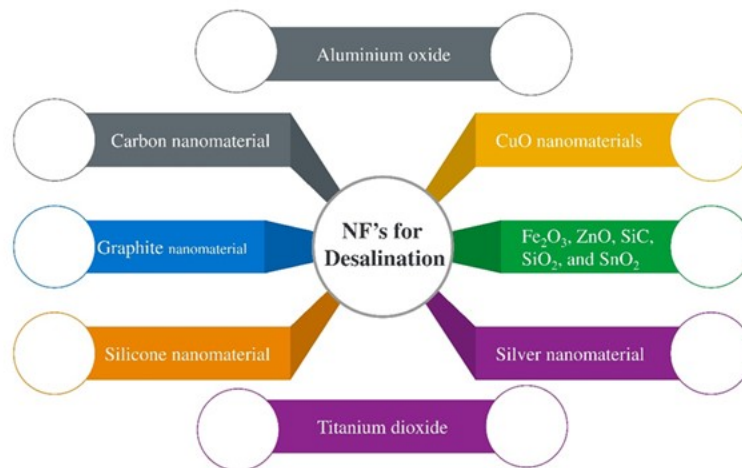 Aluminium oxide
Carbon nanomaterial
CuO nanomaterials
NF's for
Desalination
Graphite nanomaterial
Fe₂O₃, ZnO, SiC,
SiO₂, and SnO₂
Silicone nanomaterial
Silver nanomaterial
Titanium dioxide